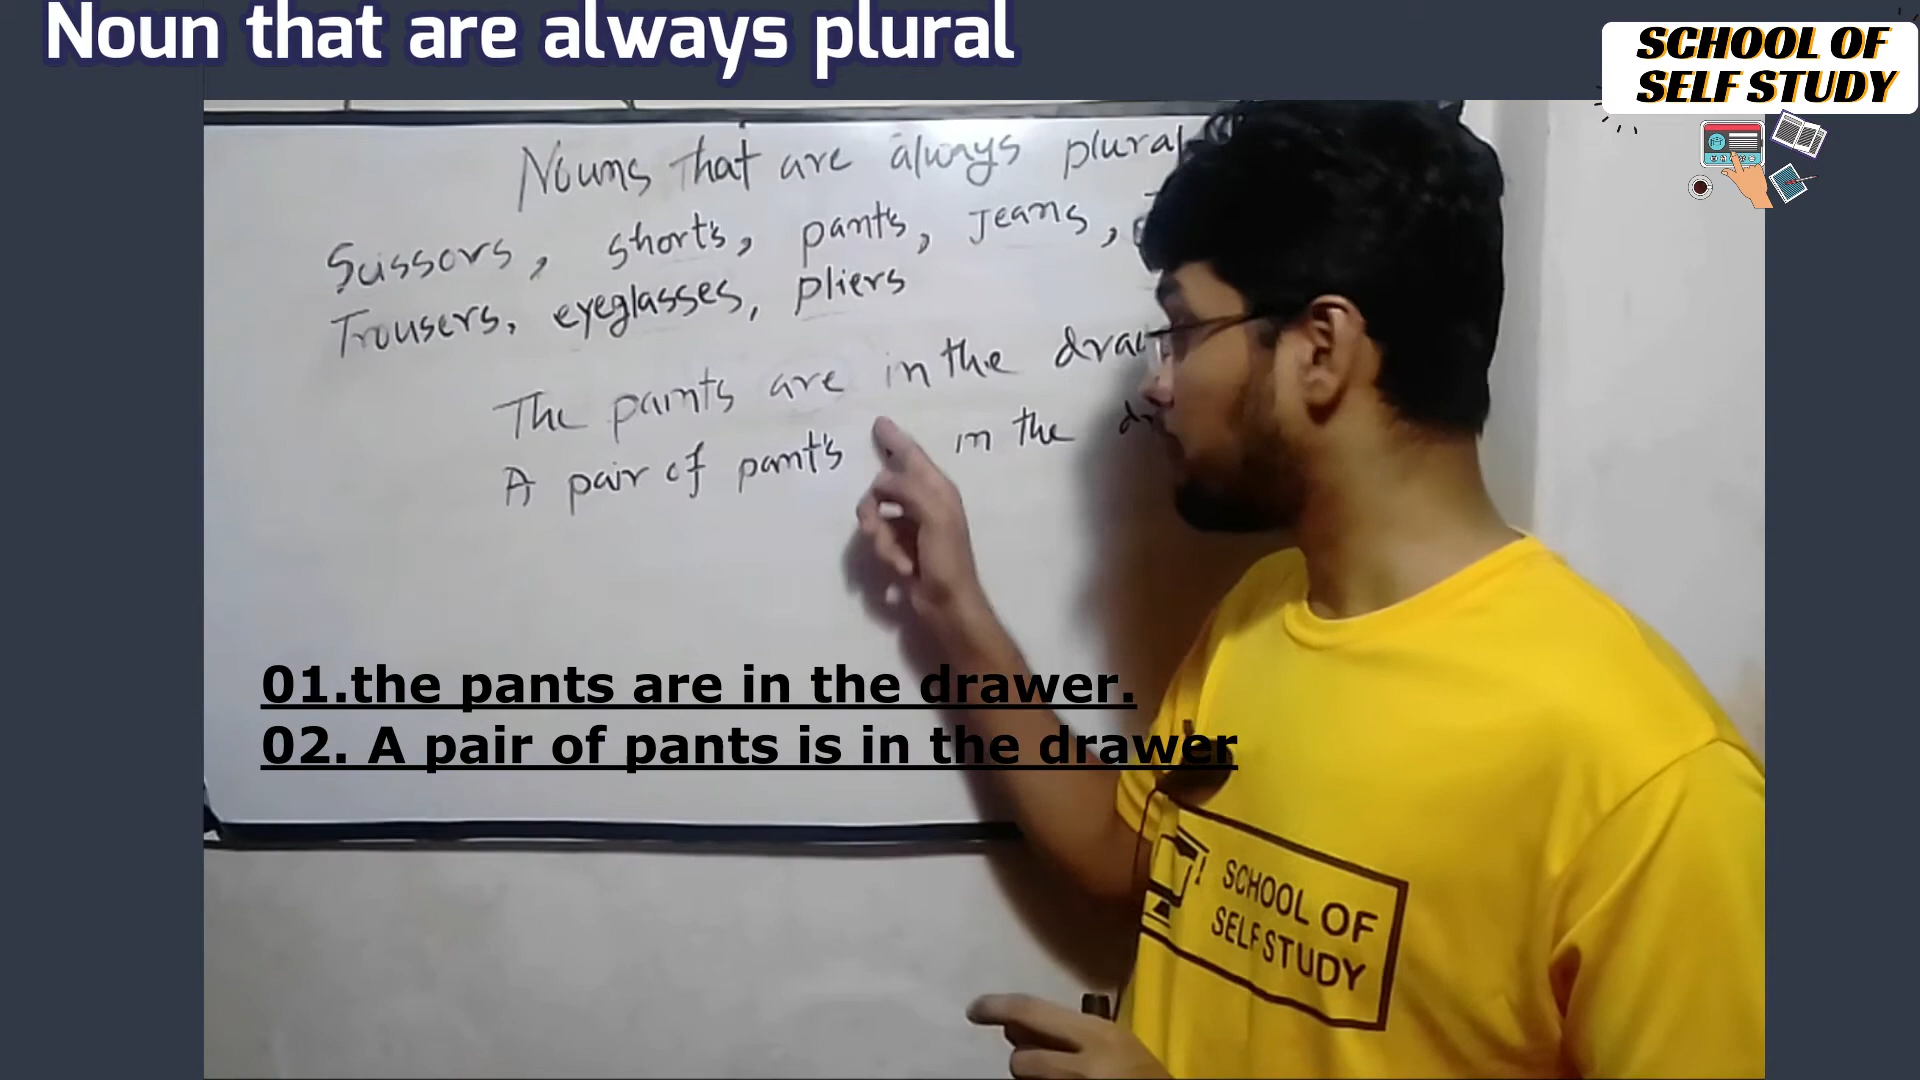 Noun that are always plural
SCHOOL OF
SELF STUDY
Nouns that are always plural
Scissors, shorts, pants, Jeans,
Trousers, eyeglasses, pliers
The pants are in the
A pair of pants in the
01.the pants are in the drawer.
02. A pair of pants is in the drawer
SCHOOL OF
SELF STUDY